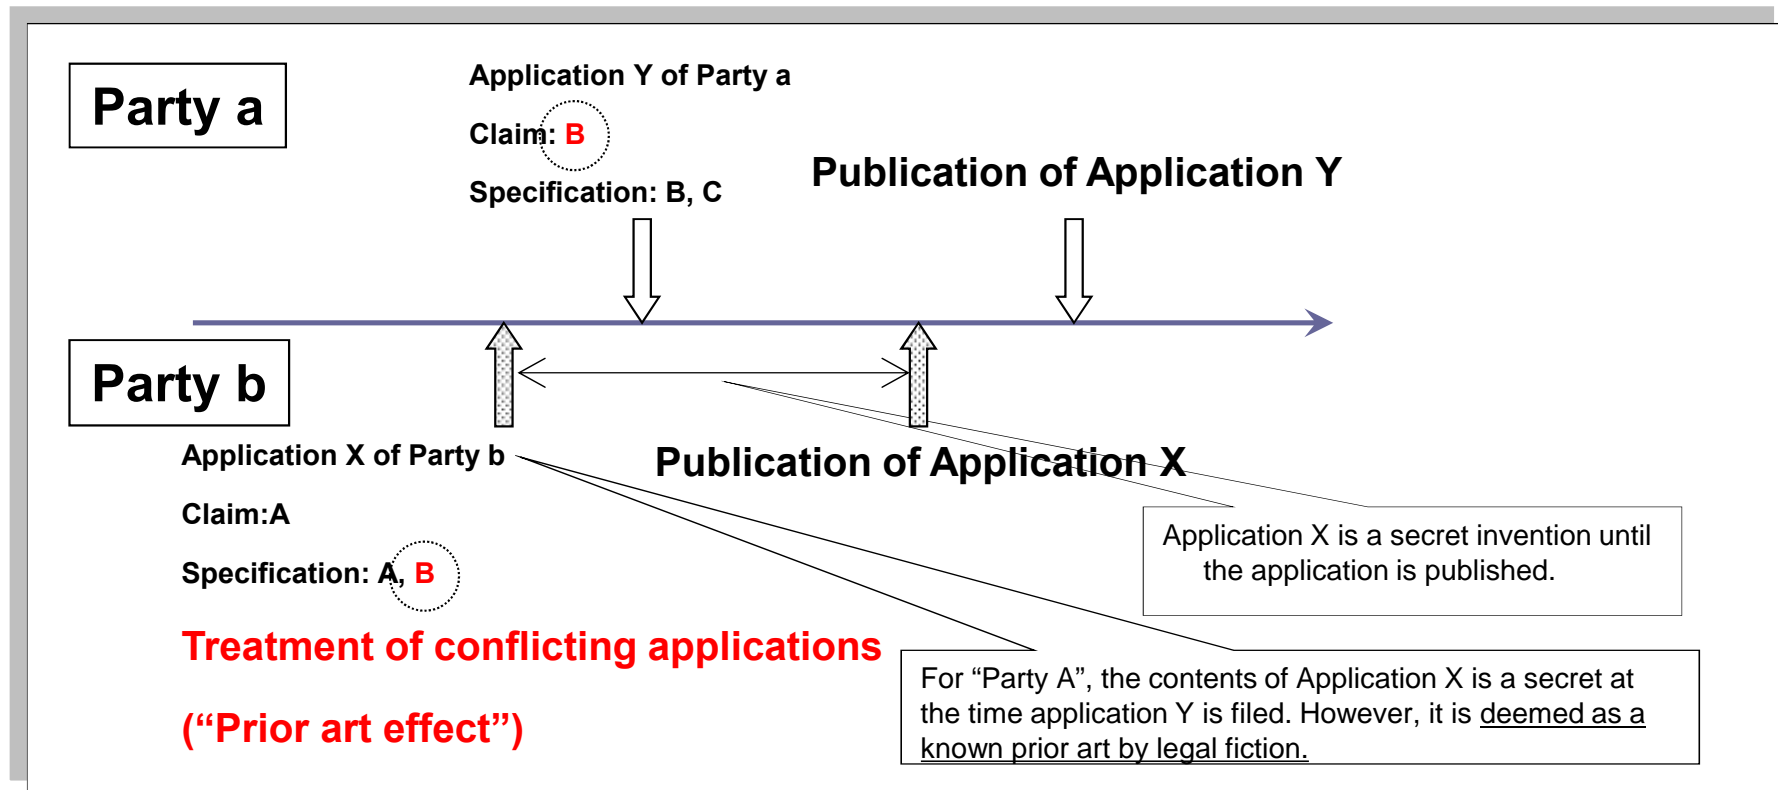 Party a
Application Y of Party a
Claim: B
Specification: B, C
Publication of Application Y
Party b
Application X of Party b
Claim:A
Specification: A, B
Publication of Application X
Application X is a secret invention until
the application is published.
Treatment of conflicting applications
(“Prior art effect”)
For “Party A”, the contents of Application X is a secret at
the time application Y is filed. However, it is deemed as a
known prior art by legal fiction.